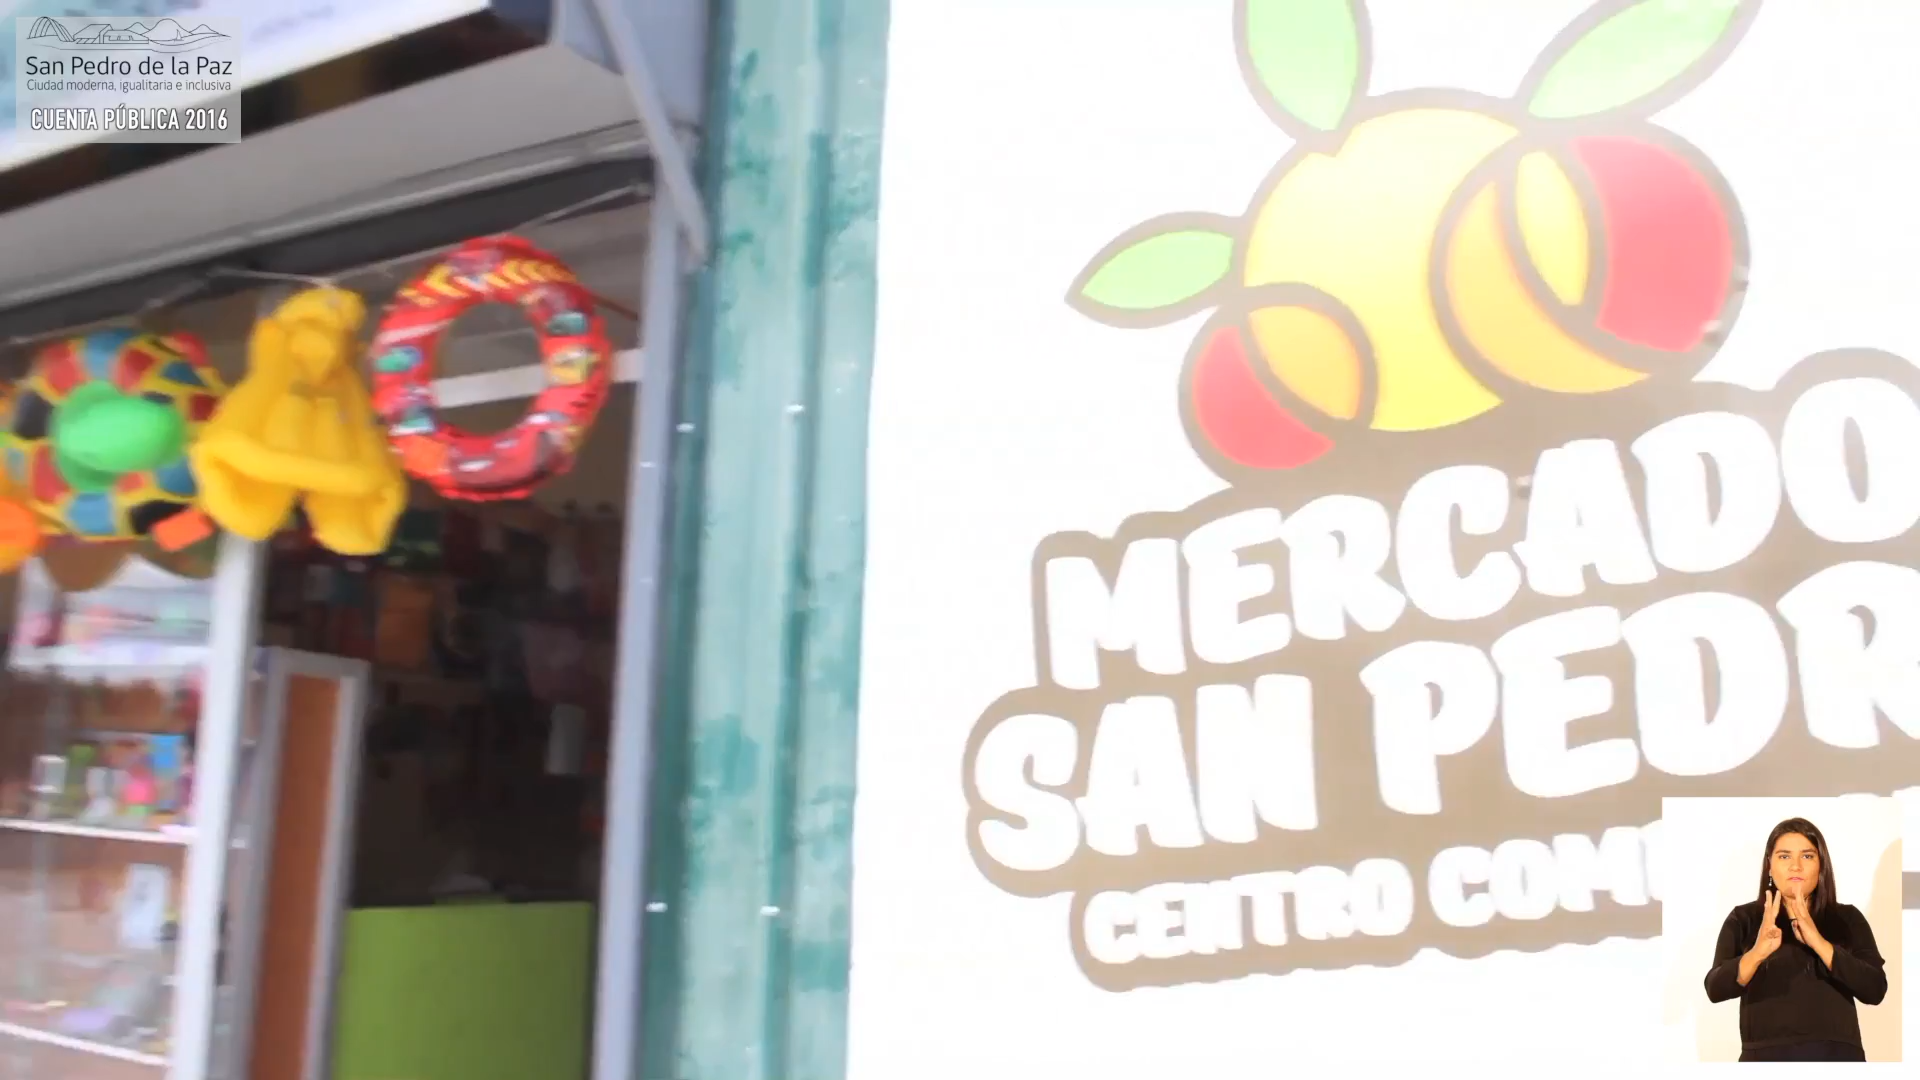 San Pedro de la Paz
Ciudad moderna, igualitaria e inclusiva
CUENTA PÚBLICA 2016
MERCADO
SAN PEDR
CENTRO COM